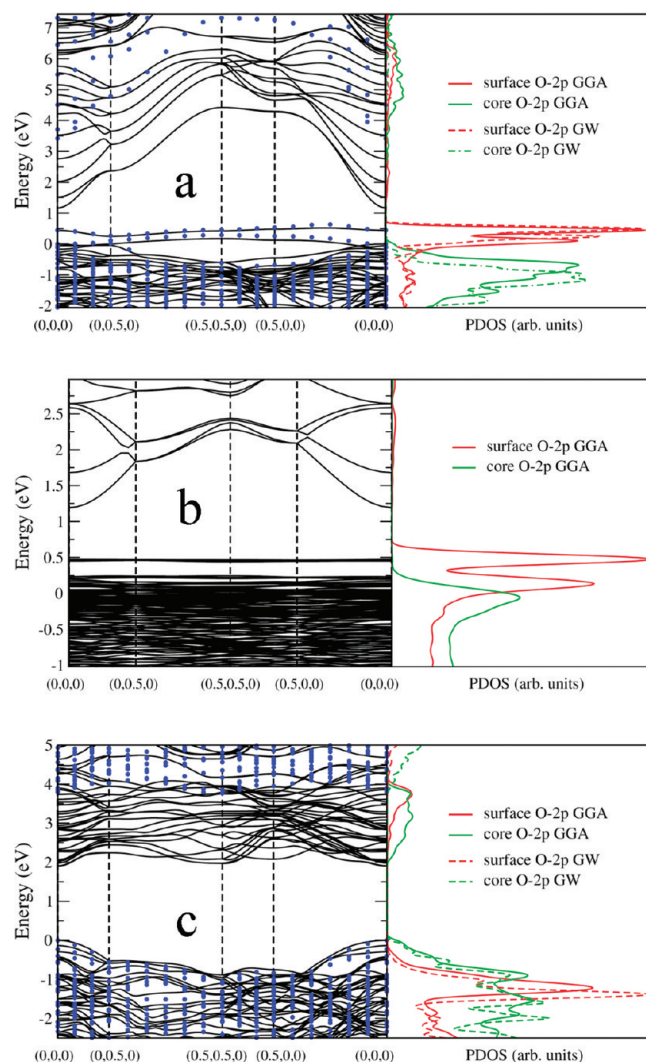 7
6
5
4
3
2
1
0
-1
-2
Energy (eV)
a
(0.0.0) (0.0.5.0) (0.5.0.5.0) (0.5.0.0) (0.0.0)
surface O-2p GGA
core O-2p GGA
surface O-2p GW
core O-2p GW
PDOS (arb. units)
2.5
2
1.5
1
0.5
0
-0.5
-1
Energy (eV)
b
(0.0.0) (0.0.5.0) (0.5.0.5.0) (0.5.0.0) (0.0.0)
surface O-2p GGA
core O-2p GGA
PDOS (arb. units)
5
4
3
2
1
0
-1
-2
Energy (eV)
c
(0.0.0) (0.0.5.0) (0.5.0.5.0) (0.5.0.0) (0.0.0)
surface O-2p GGA
core O-2p GGA
surface O-2p GW
core O-2p GW
PDOS (arb. units)